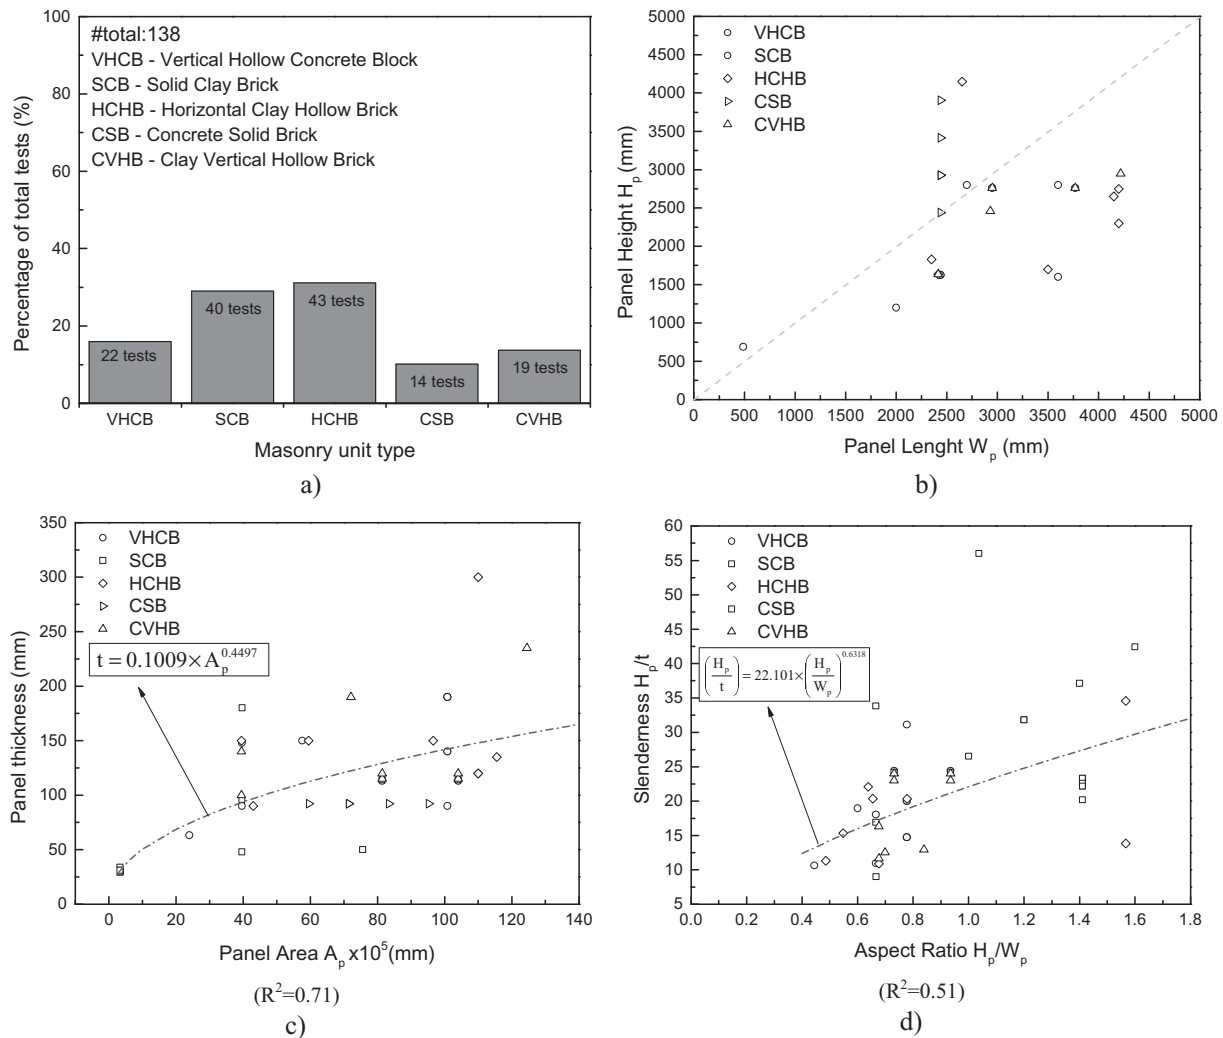 #total:138
VHCB - Vertical Hollow Concrete Block
SCB - Solid Clay Brick
HCHB - Horizontal Clay Hollow Brick
CSB - Concrete Solid Brick
CVHB - Clay Vertical Hollow Brick
Percentage of total tests (%)
100
80
60
40
20
0
22 tests
40 tests
43 tests
14 tests
19 tests
VHCB SCB HCHB CSB CVHB
Masonry unit type
a)
VHCB
SCB
HCHB
CSB
CVHB
Panel Height H_p (mm)
5000
4500
4000
3500
3000
2500
2000
1500
1000
500
0
0 500 1000 1500 2000 2500 3000 3500 4000 4500 5000
Panel Lenght W_p (mm)
b)
VHCB
SCB
HCHB
CSB
CVHB
t = 0.1009 × A_p^0.4497
Panel thickness (mm)
350
300
250
200
150
100
50
0
0 20 40 60 80 100 120 140
Panel Area A_p x10^5(mm)
(R^2=0.71)
c)
VHCB
SCB
HCHB
CSB
CVHB
(H_p/t) = 22.101×(H_p/W_p)^0.6318
Slenderness H_p/t
60
55
50
45
40
35
30
25
20
15
10
5
0.0 0.2 0.4 0.6 0.8 1.0 1.2 1.4 1.6 1.8
Aspect Ratio H_p/W_p
(R^2=0.51)
d)